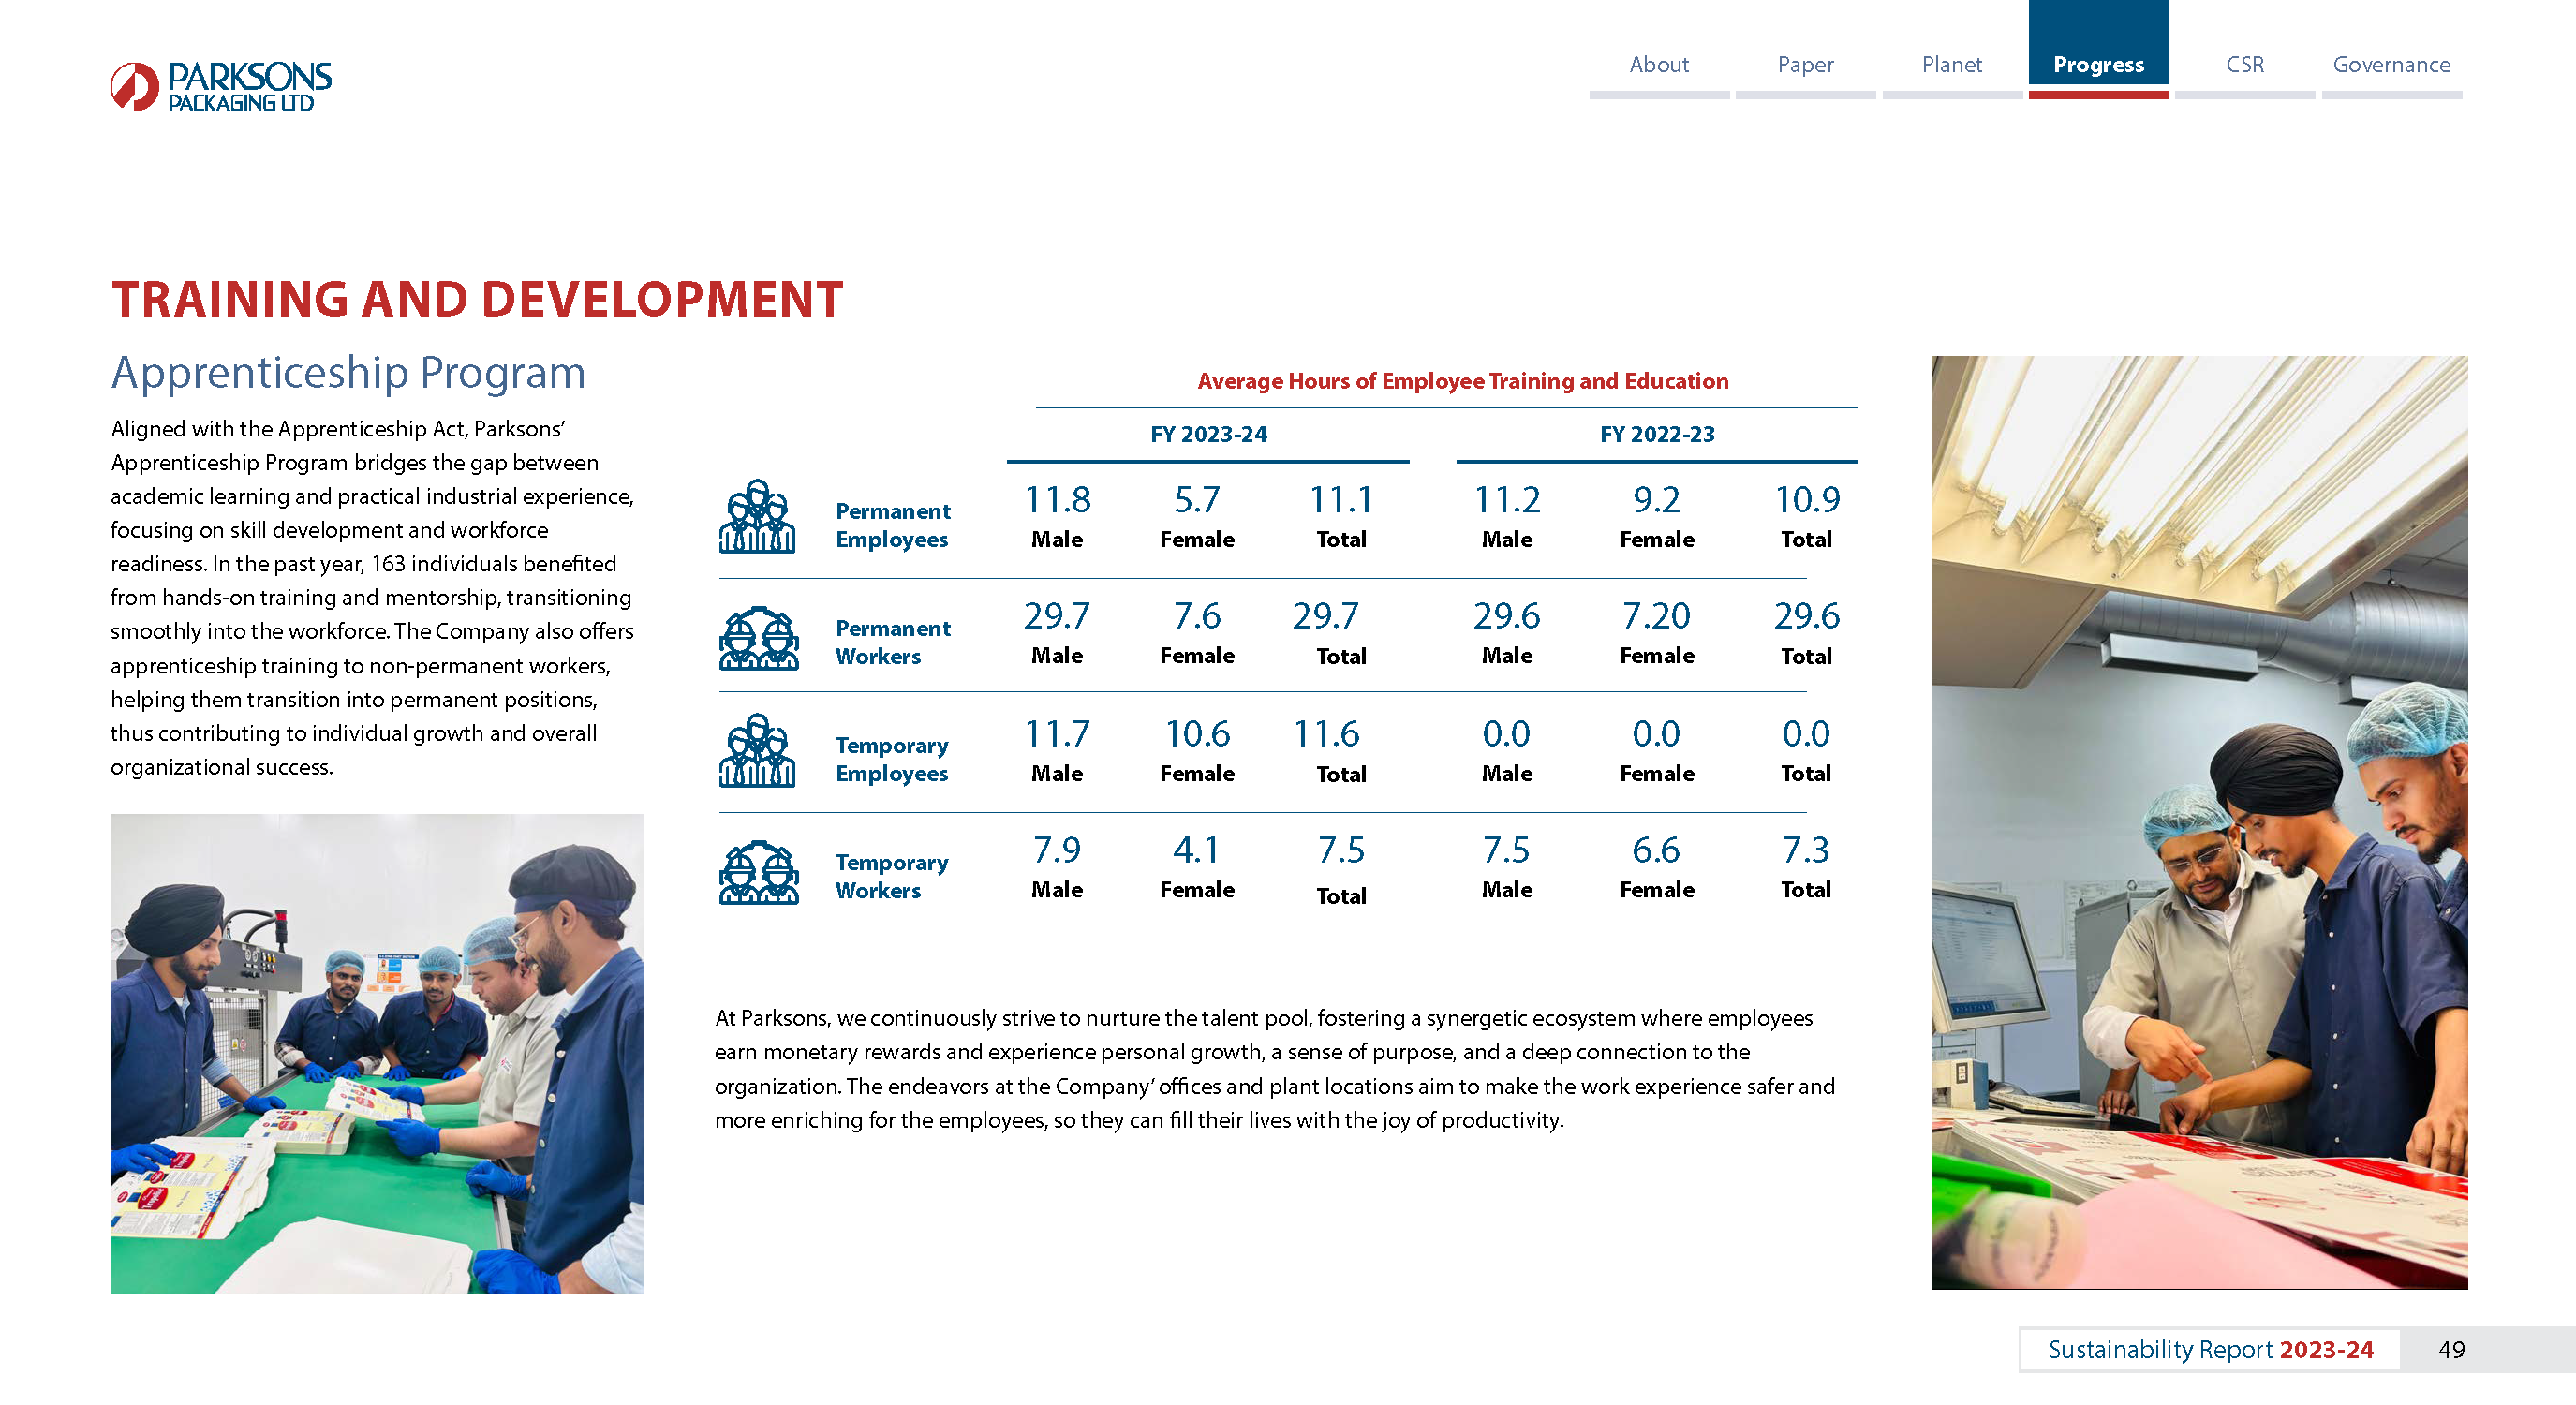 PARKSONS
PACKAGING LTD
About Paper Planet Progress CSR Governance
TRAINING AND DEVELOPMENT
Apprenticeship Program
Aligned with the Apprenticeship Act, Parksons’
Apprenticeship Program bridges the gap between
academic learning and practical industrial experience,
focusing on skill development and workforce
readiness. In the past year, 163 individuals benefited
from hands-on training and mentorship, transitioning
smoothly into the workforce. The Company also offers
apprenticeship training to non-permanent workers,
helping them transition into permanent positions,
thus contributing to individual growth and overall
organizational success.
Average Hours of Employee Training and Education
FY 2023-24 FY 2022-23
Permanent
Employees
11.8 5.7 11.1 11.2 9.2 10.9
Male Female Total Male Female Total
Permanent
Workers
29.7 7.6 29.7 29.6 7.20 29.6
Male Female Total Male Female Total
Temporary
Employees
11.7 10.6 11.6 0.0 0.0 0.0
Male Female Total Male Female Total
Temporary
Workers
7.9 4.1 7.5 7.5 6.6 7.3
Male Female Total Male Female Total
At Parksons, we continuously strive to nurture the talent pool, fostering a synergetic ecosystem where employees
earn monetary rewards and experience personal growth, a sense of purpose, and a deep connection to the
organization. The endeavors at the Company’ offices and plant locations aim to make the work experience safer and
more enriching for the employees, so they can fill their lives with the joy of productivity.
Sustainability Report 2023-24 49